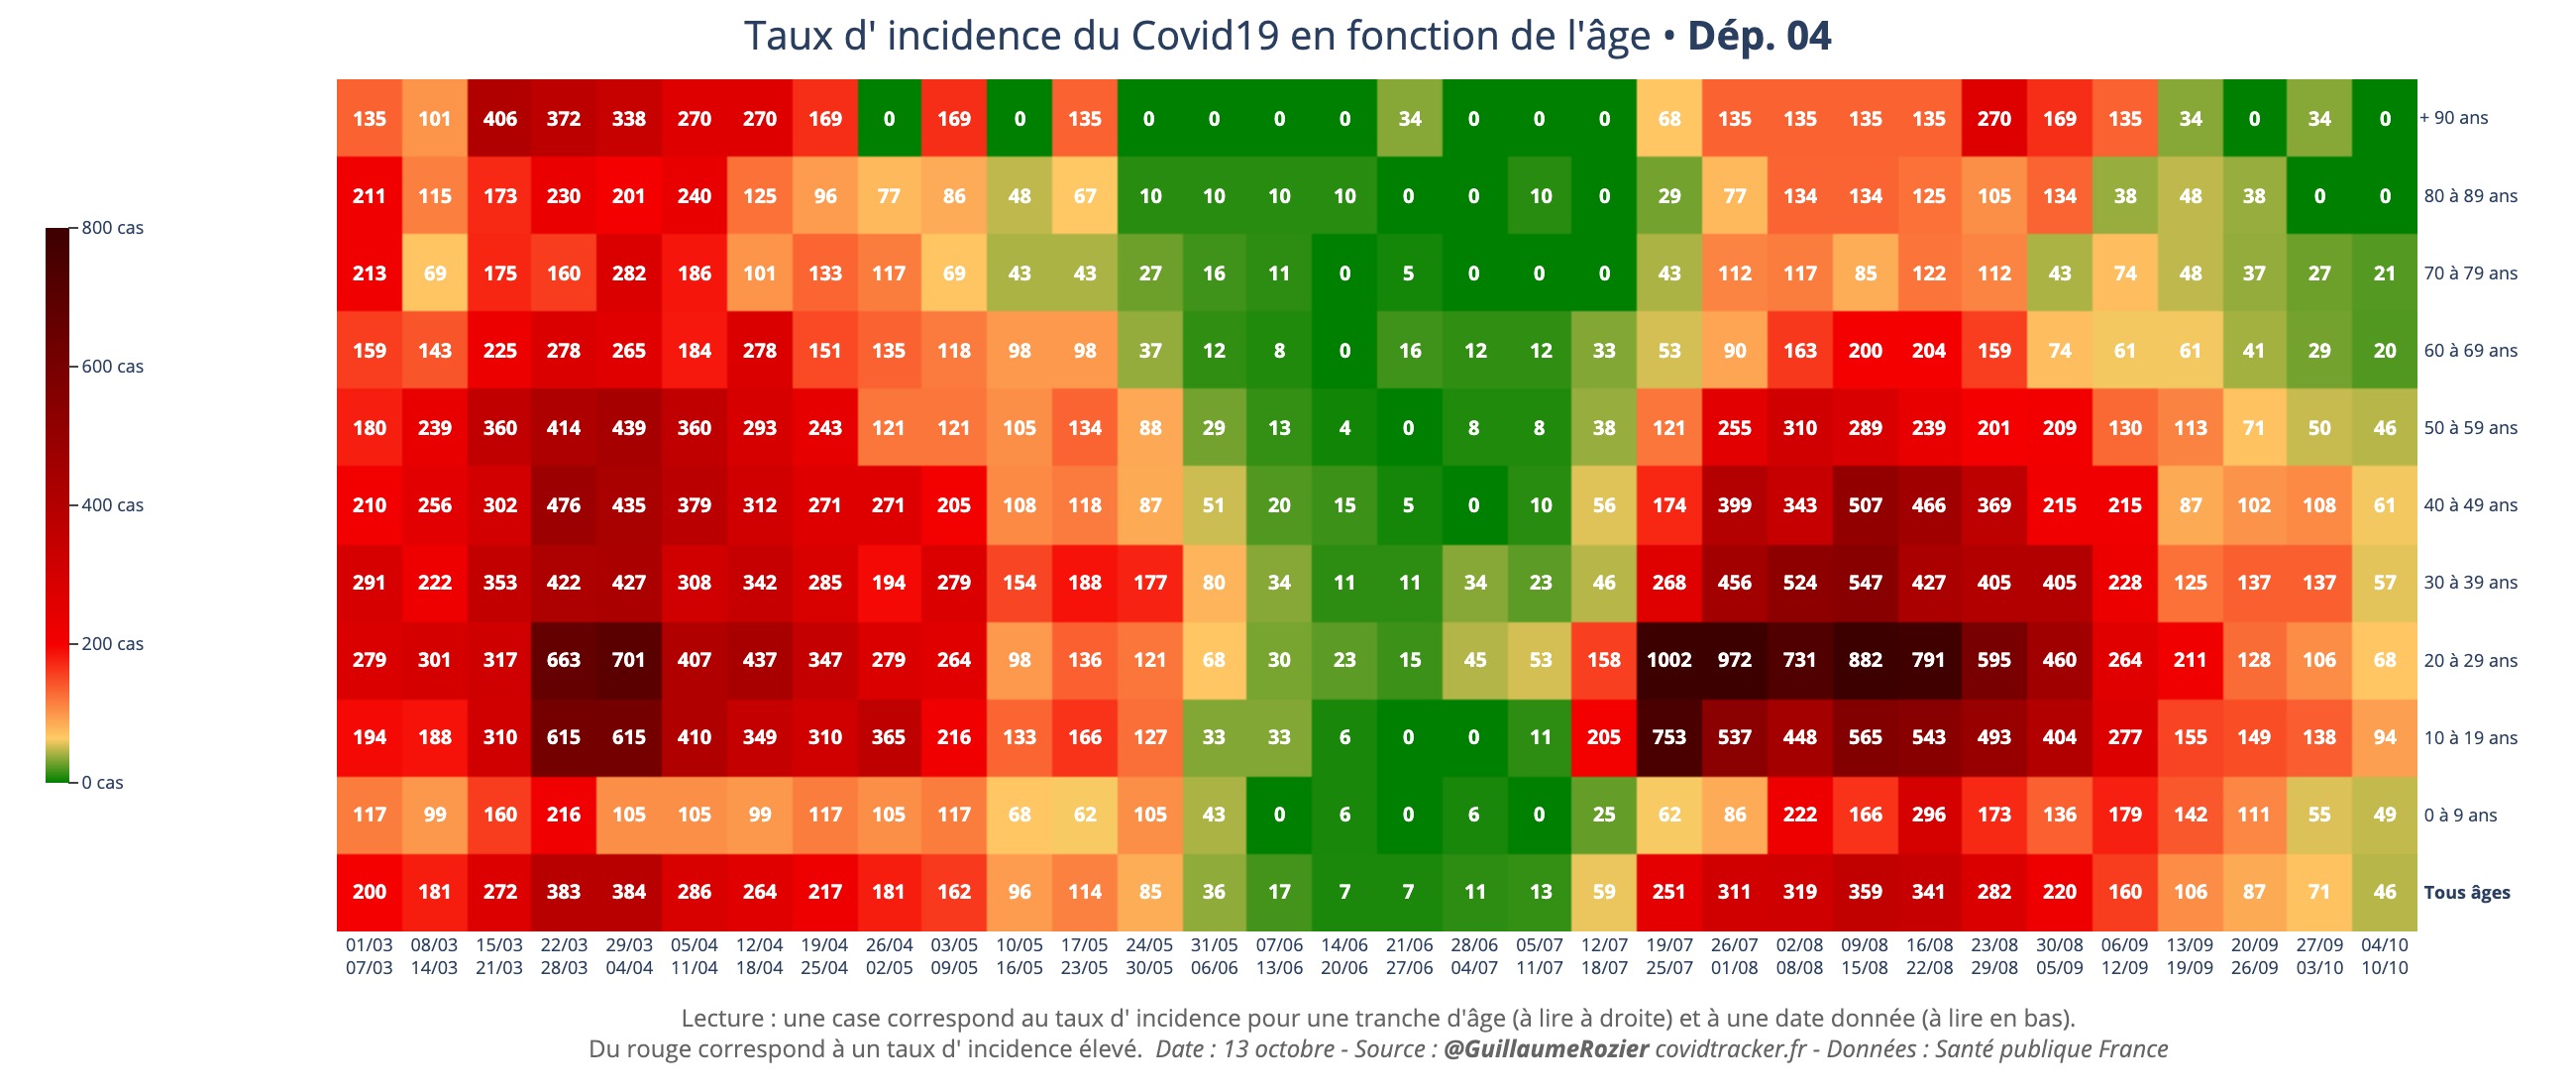 Taux d' incidence du Covid19 en fonction de l'âge • Dép. 04
800 cas
600 cas
400 cas
200 cas
0 cas
135 101 406 372 338 270 270 169 0 169 0 135 0 0 0 0 34 0 0 0 68 135 135 135 135 270 169 135 34 0 34 0 + 90 ans
211 115 173 230 201 240 125 96 77 86 48 67 10 10 10 10 0 0 10 0 29 77 134 134 125 105 134 38 48 38 0 0 80 à 89 ans
213 69 175 160 282 186 101 133 117 69 43 43 27 16 11 0 5 0 0 0 43 112 117 85 122 112 43 74 48 37 27 21 70 à 79 ans
159 143 225 278 265 184 278 151 135 118 98 98 37 12 8 0 16 12 12 33 53 90 163 200 204 159 74 61 61 41 29 20 60 à 69 ans
180 239 360 414 439 360 293 243 121 121 105 134 88 29 13 4 0 8 8 38 121 255 310 289 239 201 209 130 113 71 50 46 50 à 59 ans
210 256 302 476 435 379 312 271 271 205 108 118 87 51 20 15 5 0 10 56 174 399 343 507 466 369 215 215 87 102 108 61 40 à 49 ans
291 222 353 422 427 308 342 285 194 279 154 188 177 80 34 11 11 34 23 46 268 456 524 547 427 405 405 228 125 137 137 57 30 à 39 ans
279 301 317 663 701 407 437 347 279 264 98 136 121 68 30 23 15 45 53 158 1002 972 731 882 791 595 460 264 211 128 106 68 20 à 29 ans
194 188 310 615 615 410 349 310 365 216 133 166 127 33 33 6 0 0 11 205 753 537 448 565 543 493 404 277 155 149 138 94 10 à 19 ans
117 99 160 216 105 105 99 117 105 117 68 62 105 43 0 6 0 6 0 25 62 86 222 166 296 173 136 179 142 111 55 49 0 à 9 ans
200 181 272 383 384 286 264 217 181 162 96 114 85 36 17 7 7 11 13 59 251 311 319 359 341 282 220 160 106 87 71 46 Tous âges
01/03 08/03 15/03 22/03 29/03 05/04 12/04 19/04 26/04 03/05 10/05 17/05 24/05 31/05 07/06 14/06 21/06 28/06 05/07 12/07 19/07 26/07 02/08 09/08 16/08 23/08 30/08 06/09 13/09 20/09 27/09 04/10
07/03 14/03 21/03 28/03 04/04 11/04 18/04 25/04 02/05 09/05 16/05 23/05 30/05 06/06 13/06 20/06 27/06 04/07 11/07 18/07 25/07 01/08 08/08 15/08 22/08 29/08 05/09 12/09 19/09 26/09 03/10 10/10
Lecture : une case correspond au taux d' incidence pour une tranche d'âge (à lire à droite) et à une date donnée (à lire en bas).
Du rouge correspond à un taux d' incidence élevé. Date : 13 octobre - Source : @GuillaumeRozier covidtracker.fr - Données : Santé publique France